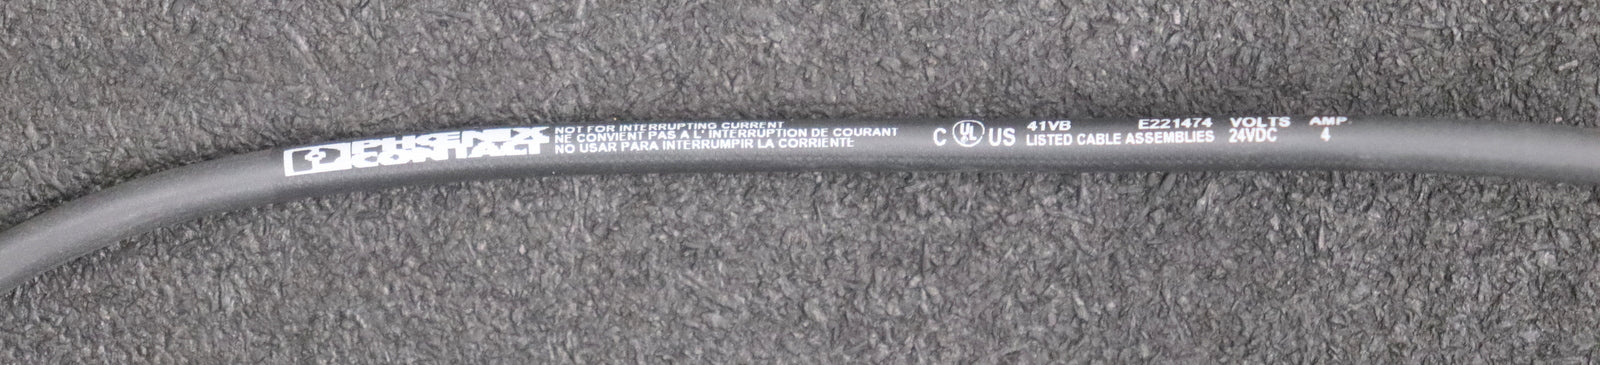 PHOENIX
CONTACT
NOT FOR INTERRUPTING CURRENT
NE CONVIENT PAS A L' INTERRUPTION DE COURANT
NO USAR PARA INTERRUMPIR LA CORRIENTE
C UL US
41VB E221474 VOLTS AMP.
LISTED CABLE ASSEMBLIES 24VDC 4